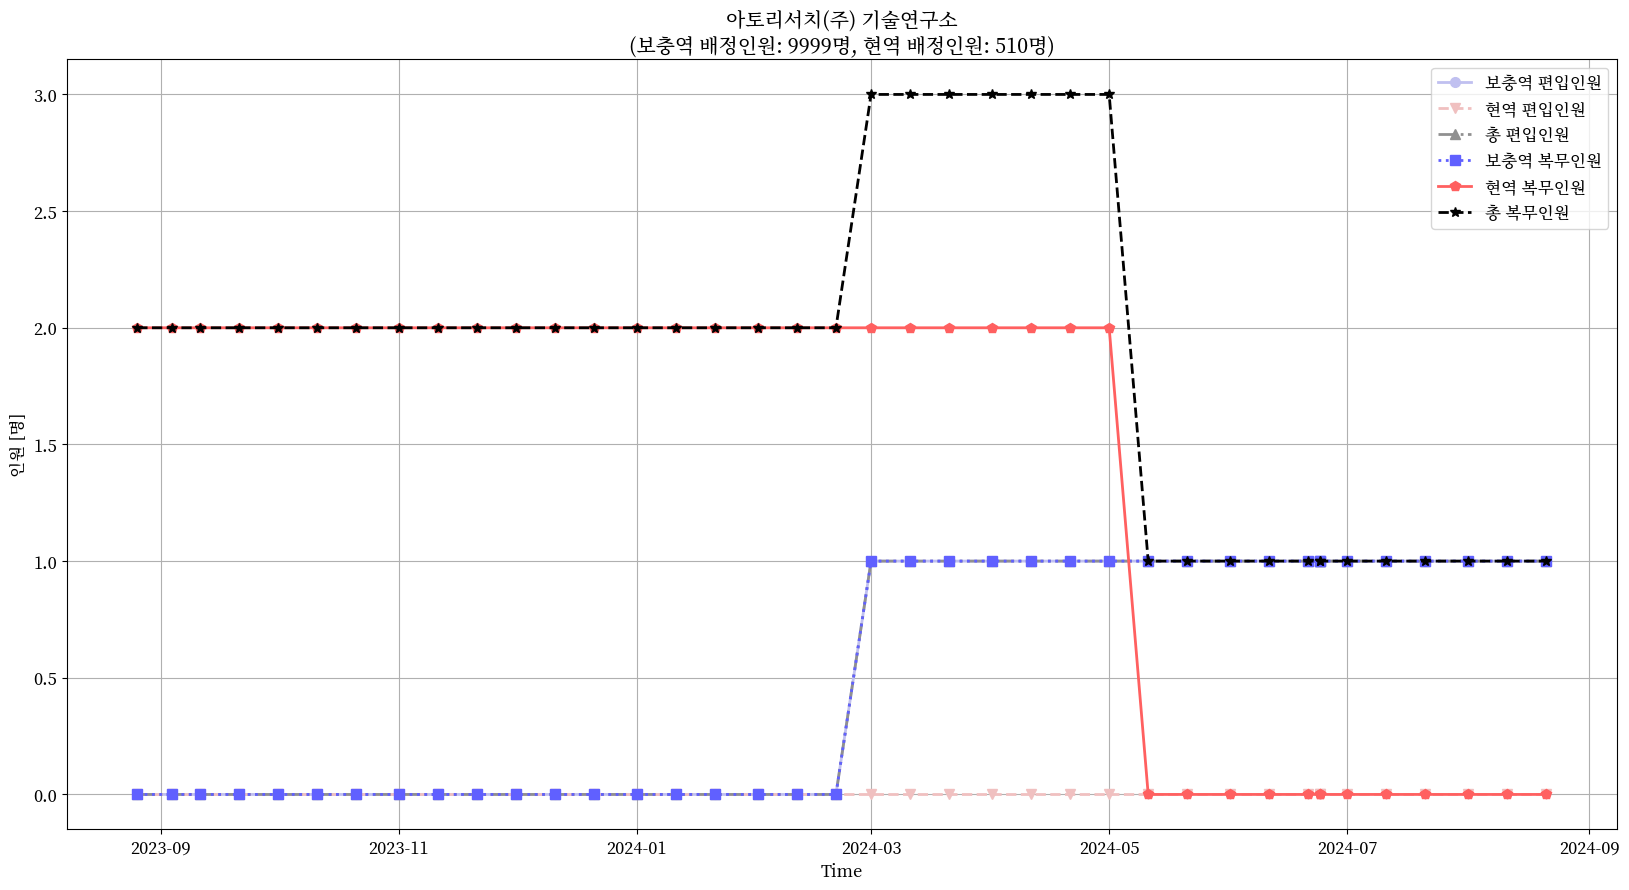 아토리서치(주) 기술연구소
(보충역 배정인원: 9999명, 현역 배정인원: 510명)
보충역 편입인원
현역 편입인원
총 편입인원
보충역 복무인원
현역 복무인원
총 복무인원
인원 [명]
3.0
2.5
2.0
1.5
1.0
0.5
0.0
2023-09
2023-11
2024-01
2024-03
2024-05
2024-07
2024-09
Time